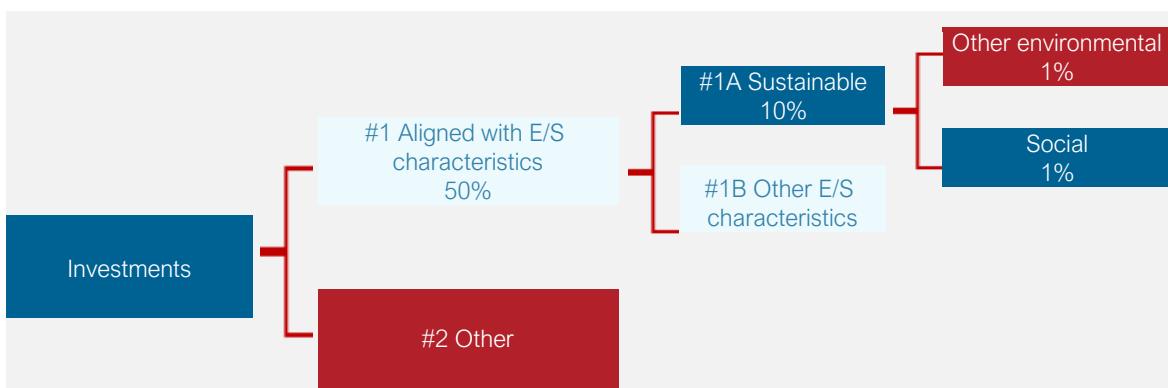 Investments
#1 Aligned with E/S
characteristics
50%
#2 Other
#1A Sustainable
10%
#1B Other E/S
characteristics
Other environmental
1%
Social
1%